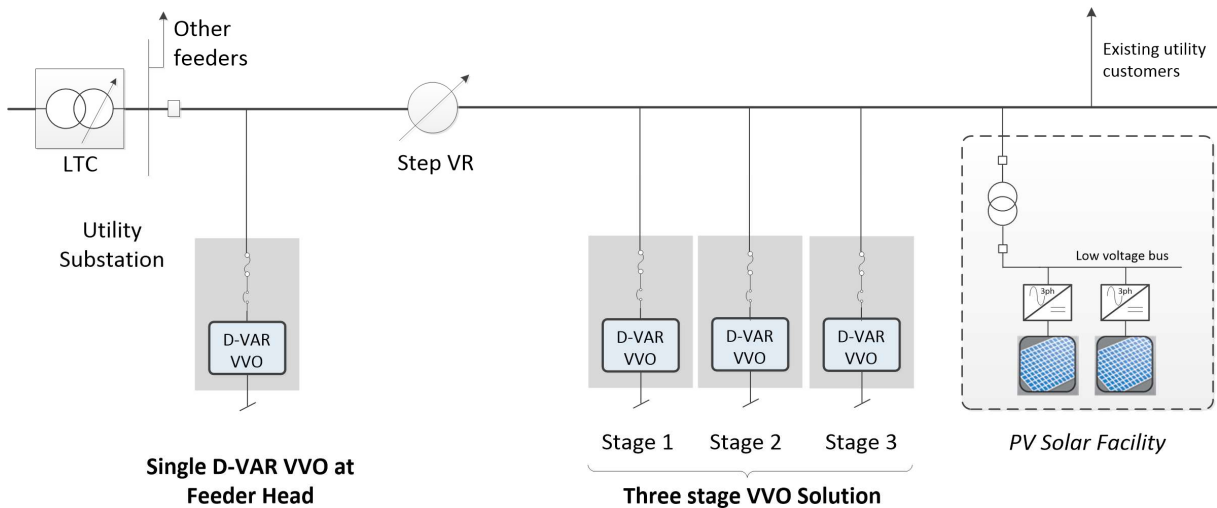 Other
feeders
Existing utility
customers
LTC
Step VR
Utility
Substation
Low voltage bus
3ph
3ph
D-VAR
VVO
D-VAR
VVO
D-VAR
VVO
D-VAR
VVO
Stage 1
Stage 2
Stage 3
PV Solar Facility
Single D-VAR VVO at
Feeder Head
Three stage VVO Solution